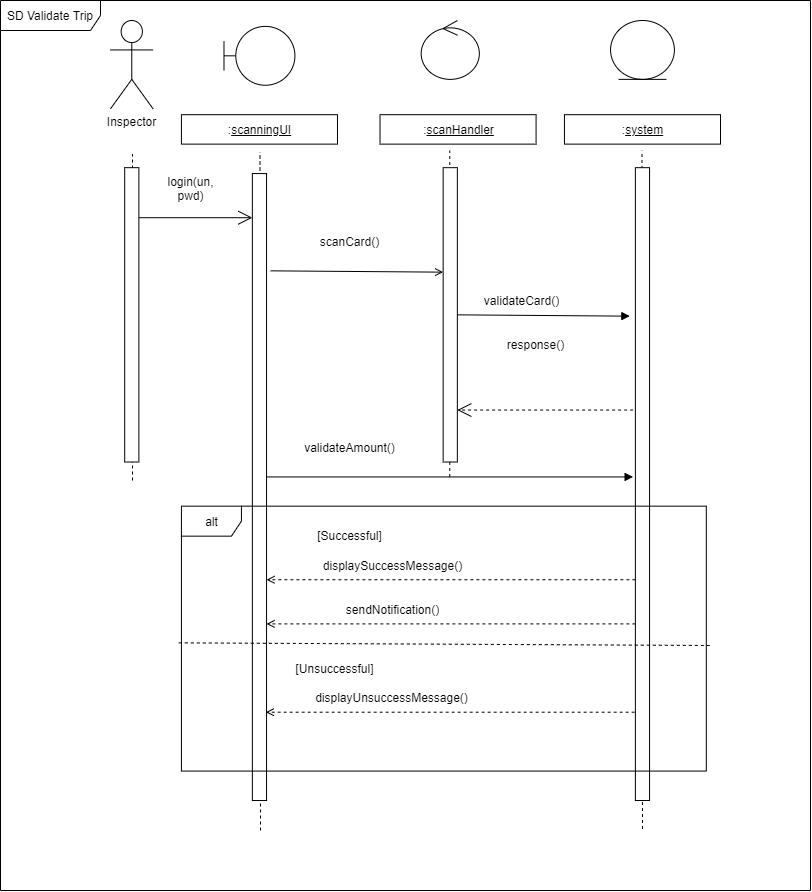 SD Validate Trip
Inspector
:scanningUI
:scanHandler
:system
login(un,
pwd)
scanCard()
validateCard()
response()
validateAmount()
alt
[Successful]
displaySuccessMessage()
sendNotification()
[Unsuccessful]
displayUnsuccessMessage()